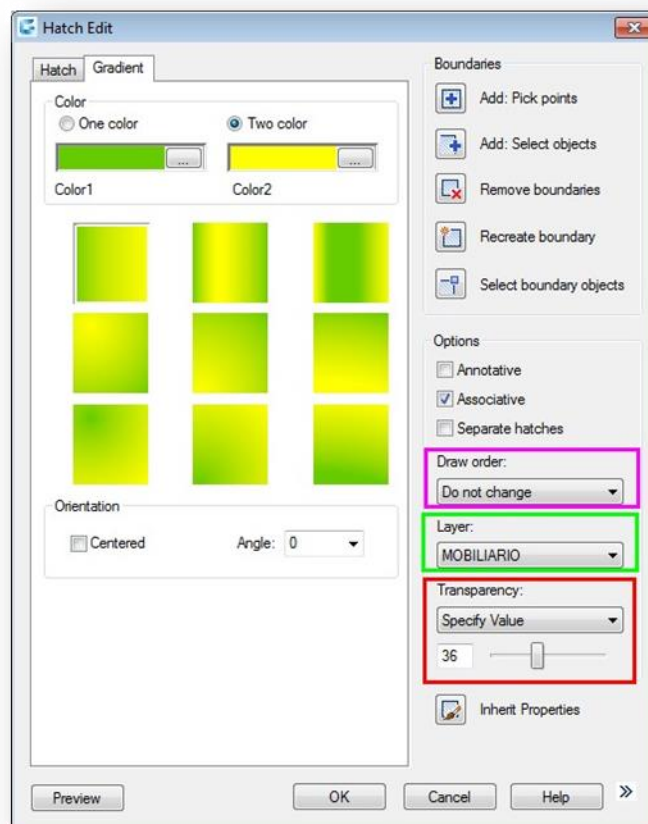 Hatch Edit
Hatch
Gradient
Color
One color
Two color
...
...
Color1
Color2
Orientation
Centered
Angle:
0
Boundaries
Add: Pick points
Add: Select objects
Remove boundaries
Recreate boundary
Select boundary objects
Options
Annotative
Associative
Separate hatches
Draw order:
Do not change
Layer:
MOBILIARIO
Transparency:
Specify Value
36
Inherit Properties
Preview
OK
Cancel
Help